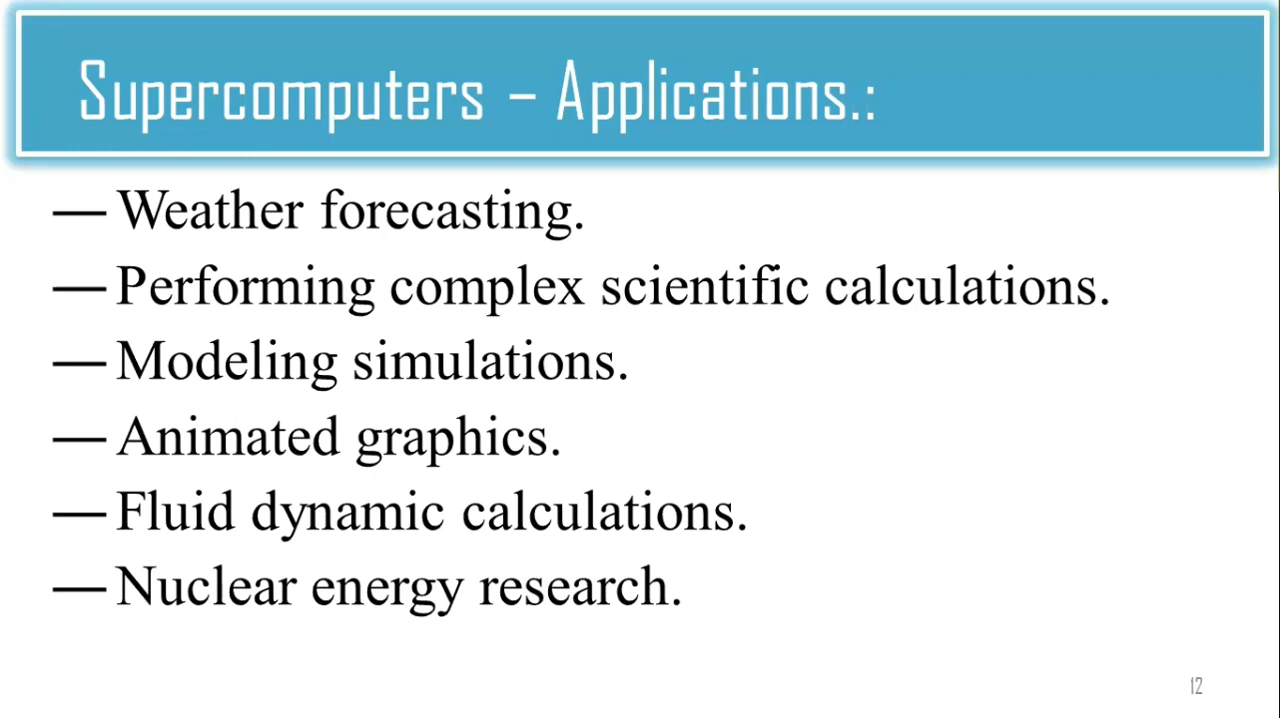 Supercomputers – Applications.:
— Weather forecasting.
— Performing complex scientific calculations.
— Modeling simulations.
— Animated graphics.
— Fluid dynamic calculations.
— Nuclear energy research.
12